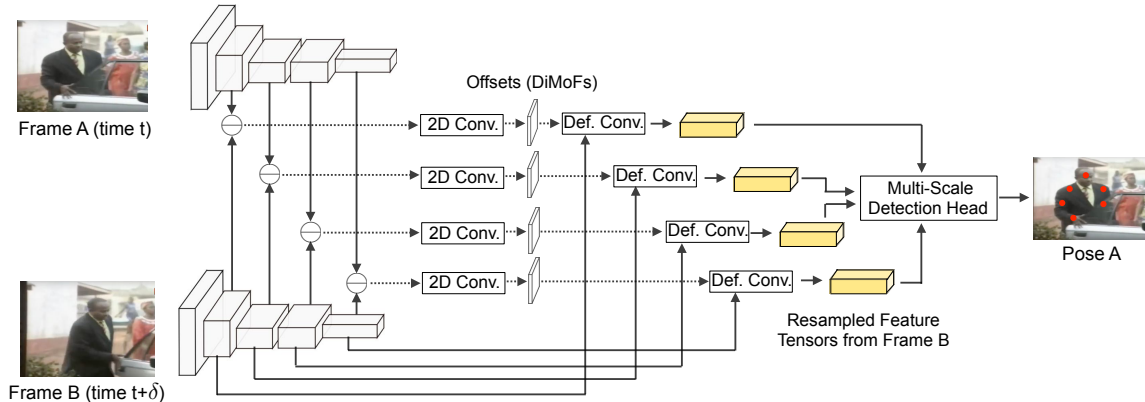 Frame A (time t)
Offsets (DiMoFs)
2D Conv.
Def. Conv.
2D Conv.
Def. Conv.
Multi-Scale
Detection Head
2D Conv.
Def. Conv.
Pose A
2D Conv.
Def. Conv.
Resampled Feature
Tensors from Frame B
Frame B (time t+δ)